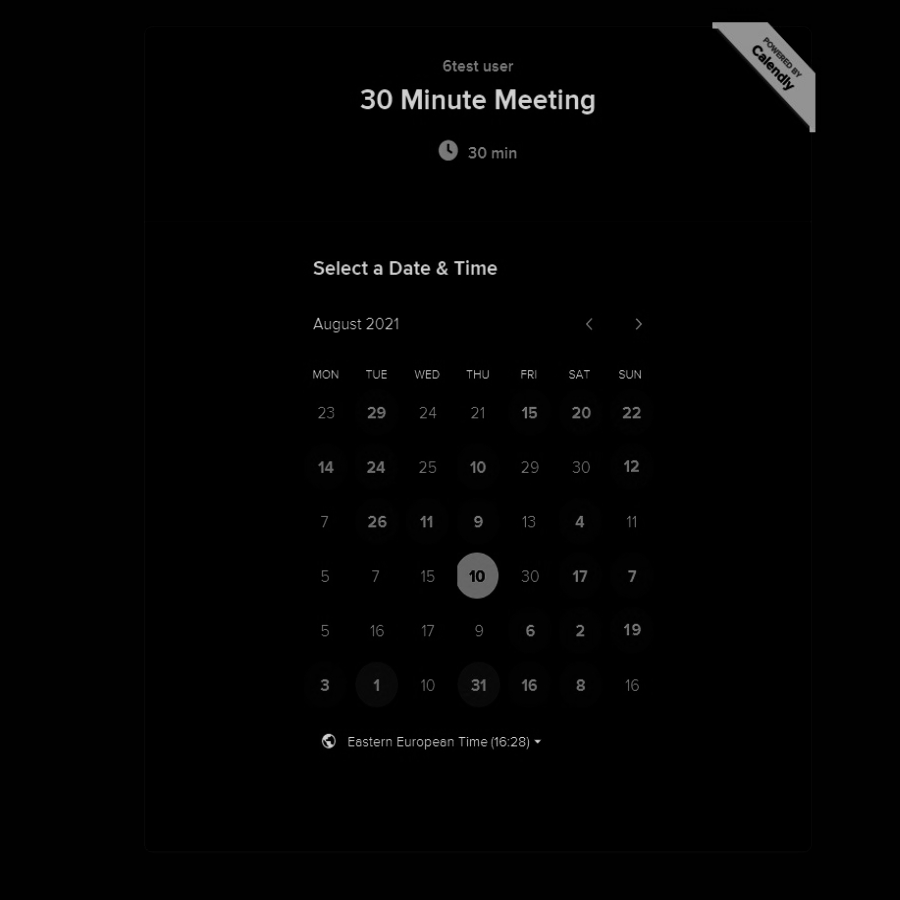 POWERED BY
Calendly
6test user
30 Minute Meeting
30 min
Select a Date & Time
August 2021
MON TUE WED THU FRI SAT SUN
23 29 24 21 15 20 22
14 24 25 10 29 30 12
7 26 11 9 13 4 11
5 7 15 10 30 17 7
5 16 17 9 6 2 19
3 1 10 31 16 8 16
Eastern European Time (16:28)